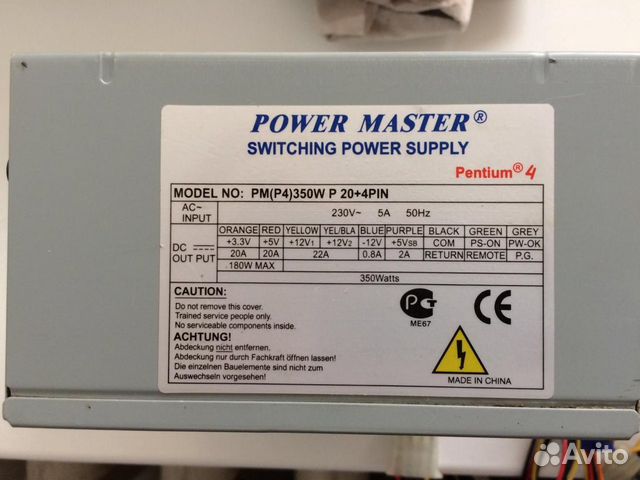 POWER MASTER®
SWITCHING POWER SUPPLY
Pentium® 4
MODEL NO: PM(P4)350W P 20+4PIN
AC~ INPUT 230V~ 5A 50Hz
DC OUT PUT
ORANGE RED YELLOW YEL/BLA BLUE PURPLE BLACK GREEN GREY
+3.3V +5V +12V1 +12V2 -12V +5VSB COM PS-ON PW-OK
20A 20A 22A 0.8A 2A RETURN REMOTE P.G.
180W MAX
350Watts
CAUTION:
Do not remove this cover.
Trained service people only.
No serviceable components inside.
ACHTUNG!
Abdeckung nicht entfernen.
Abdeckung nur durch Fachkraft öffnen lassen!
Die einzelnen Bauelemente sind nicht zum
Auswechseln vorgesehen!
РСТ
ME67
CE
MADE IN CHINA
Avito